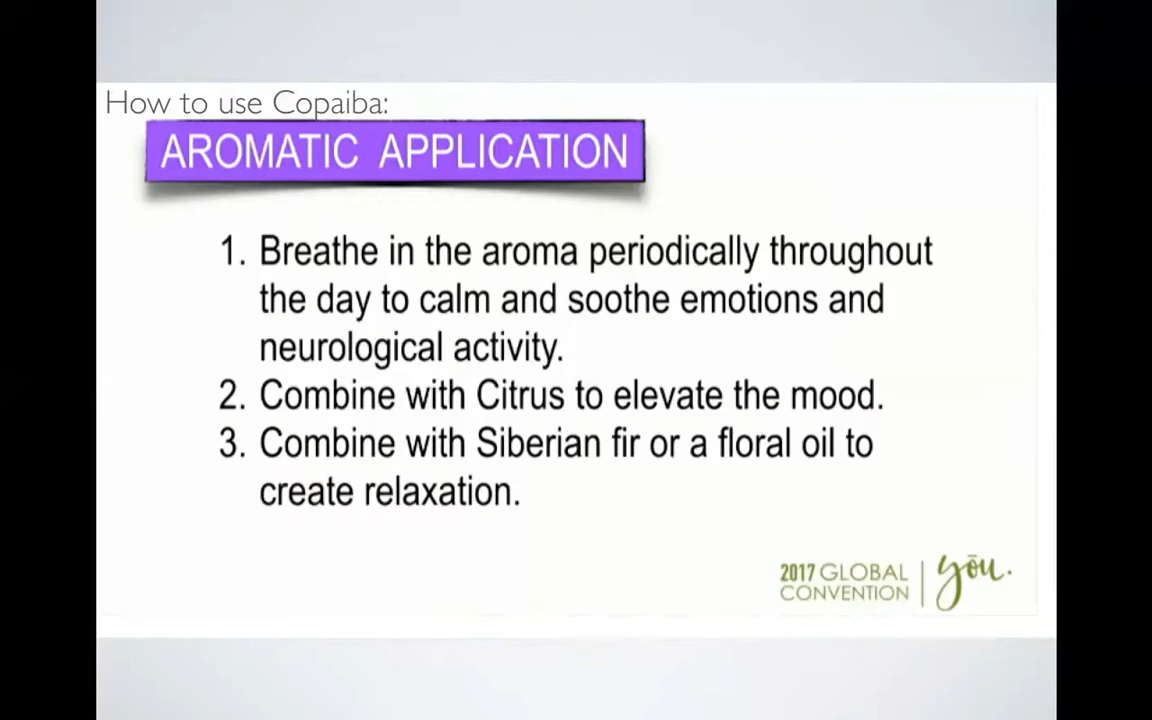 How to use Copaiba:
AROMATIC APPLICATION
1. Breathe in the aroma periodically throughout
the day to calm and soothe emotions and
neurological activity.
2. Combine with Citrus to elevate the mood.
3. Combine with Siberian fir or a floral oil to
create relaxation.
2017 GLOBAL
CONVENTION
yōu.